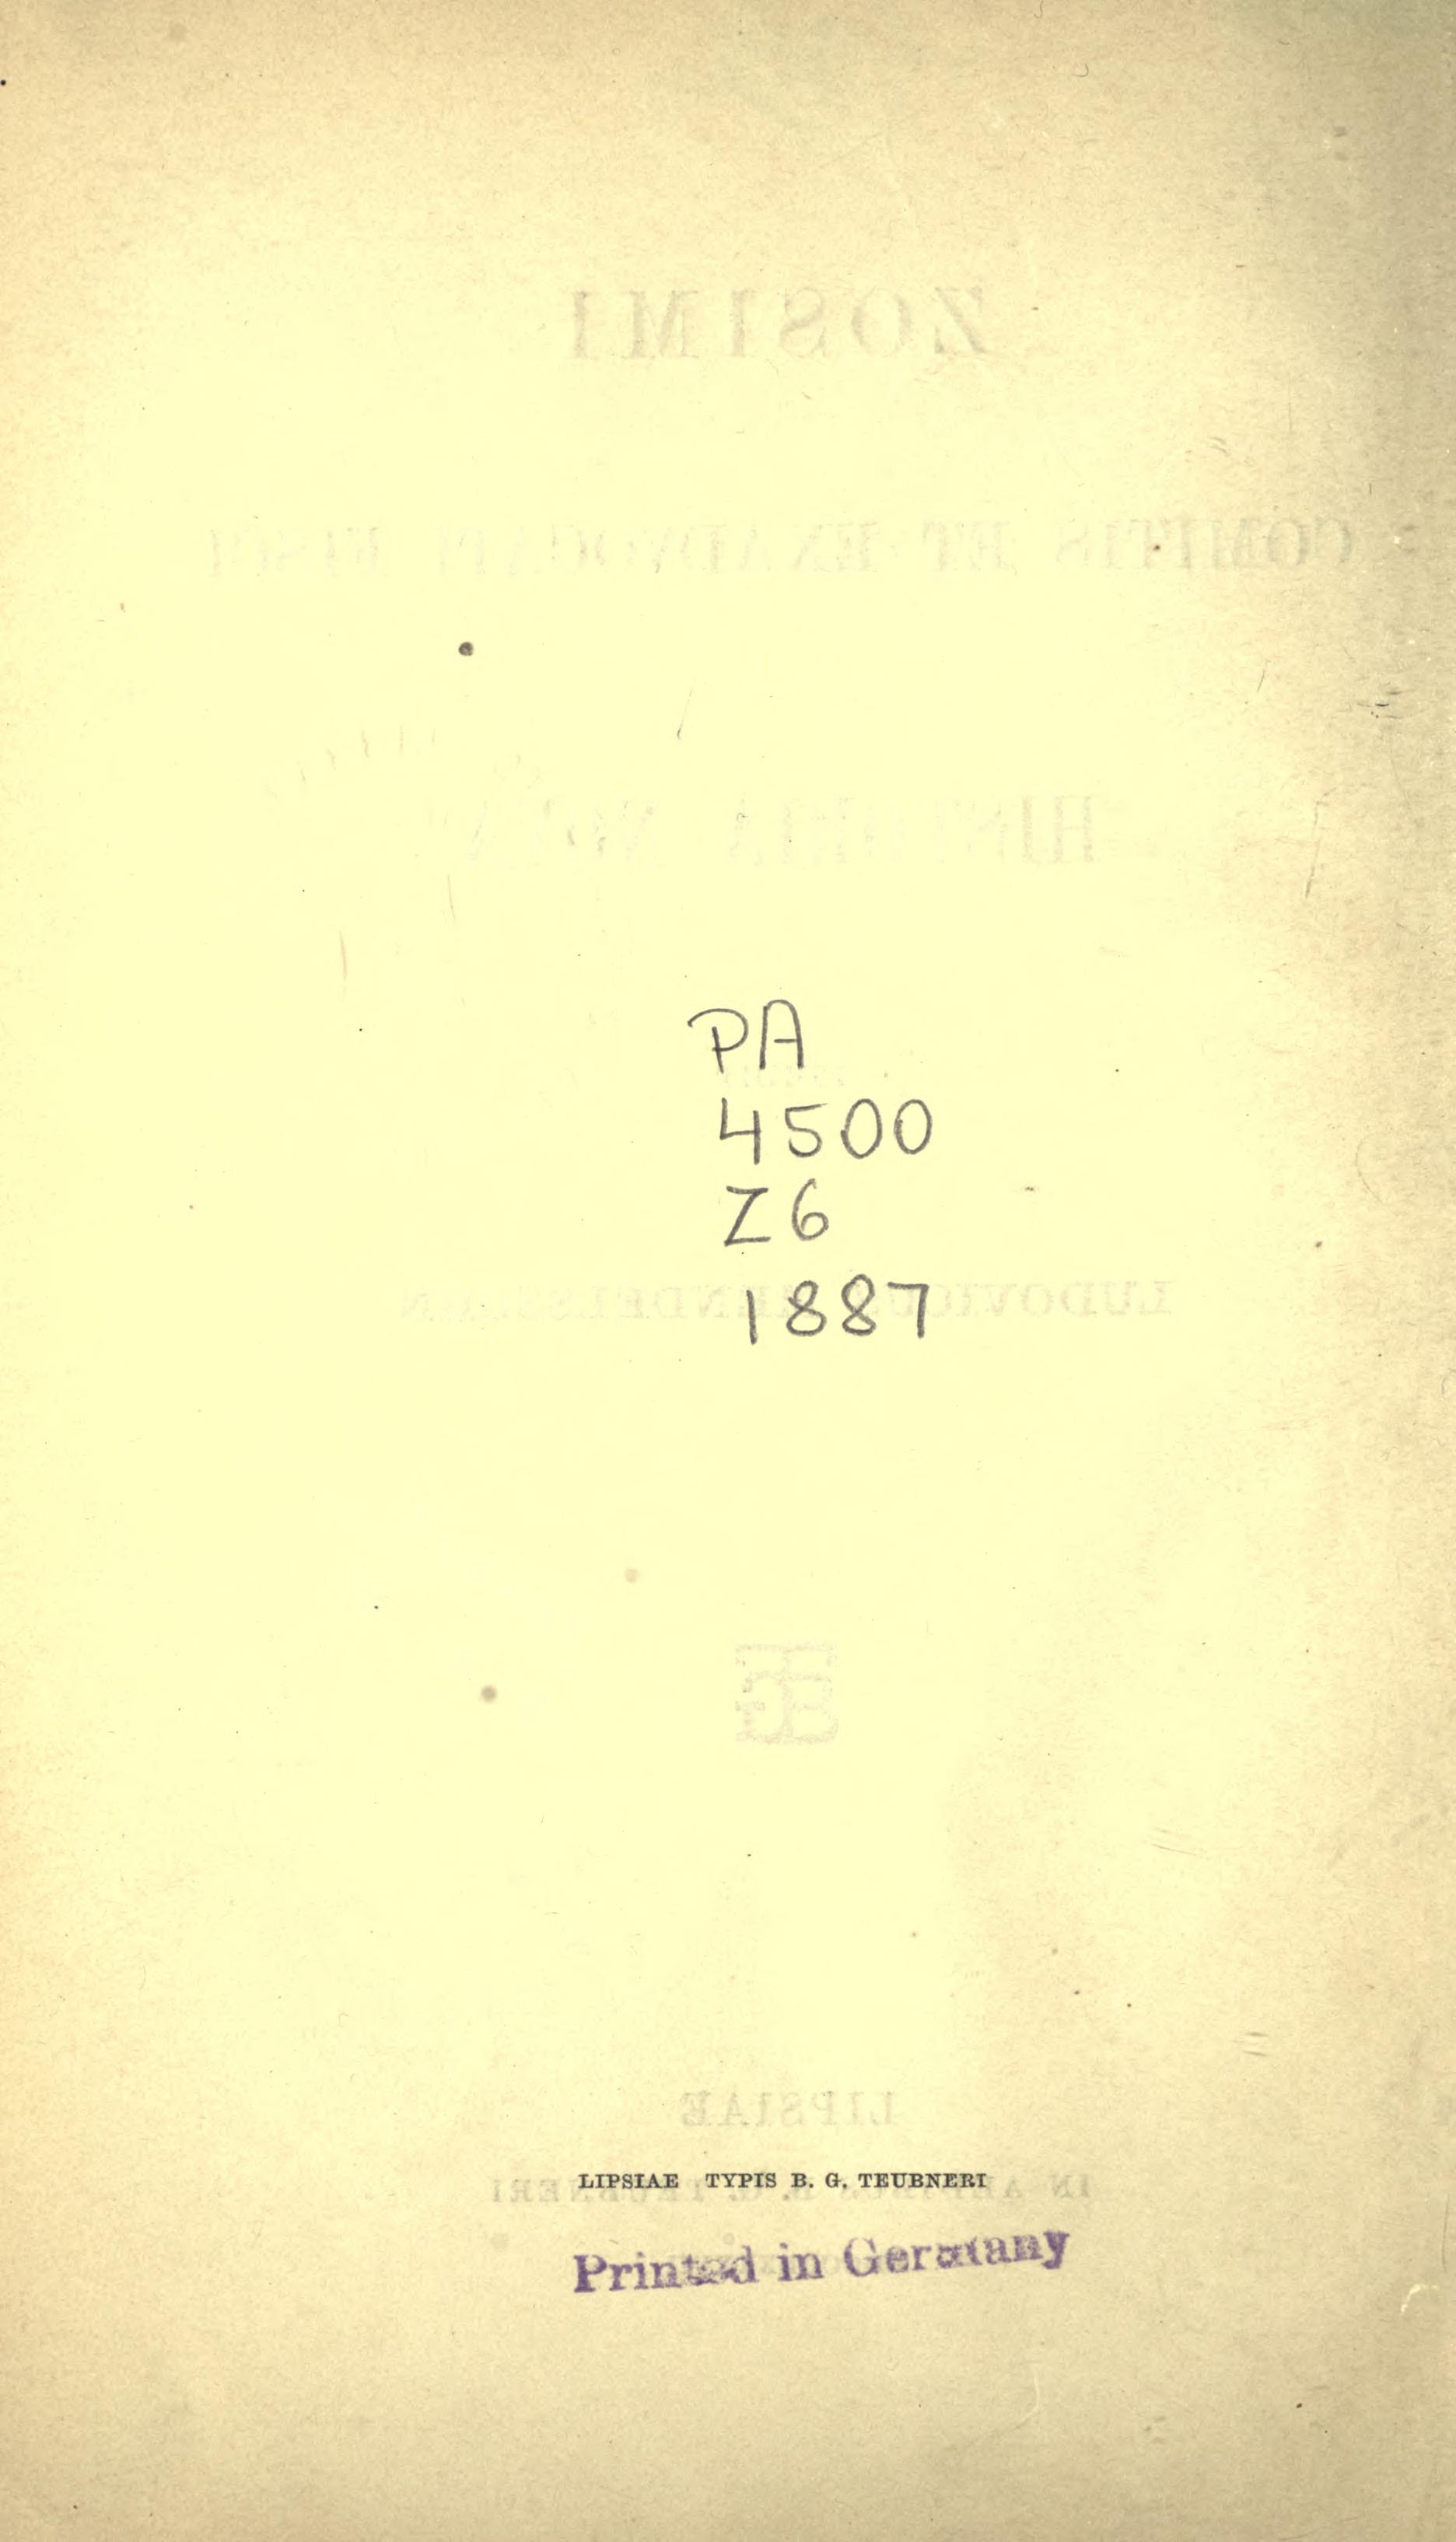 PA
4500
Z6
1887
LIPSIAE TYPIS B. G. TEUBNERI
Printed in Germany